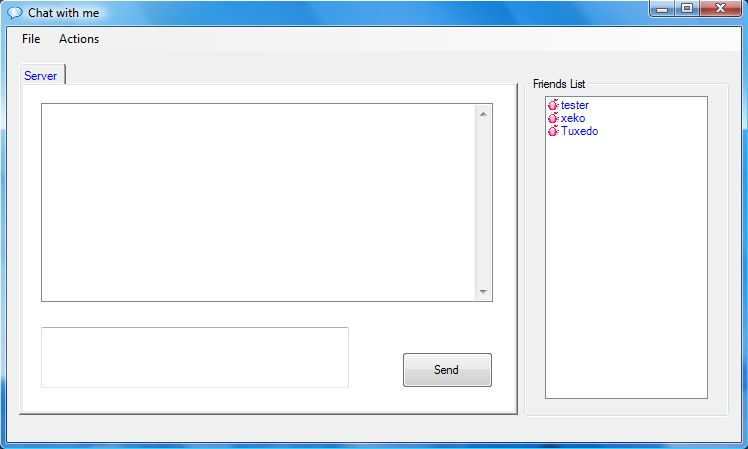 Chat with me
File Actions
Server
Friends List
tester
xeko
Tuxedo
Send